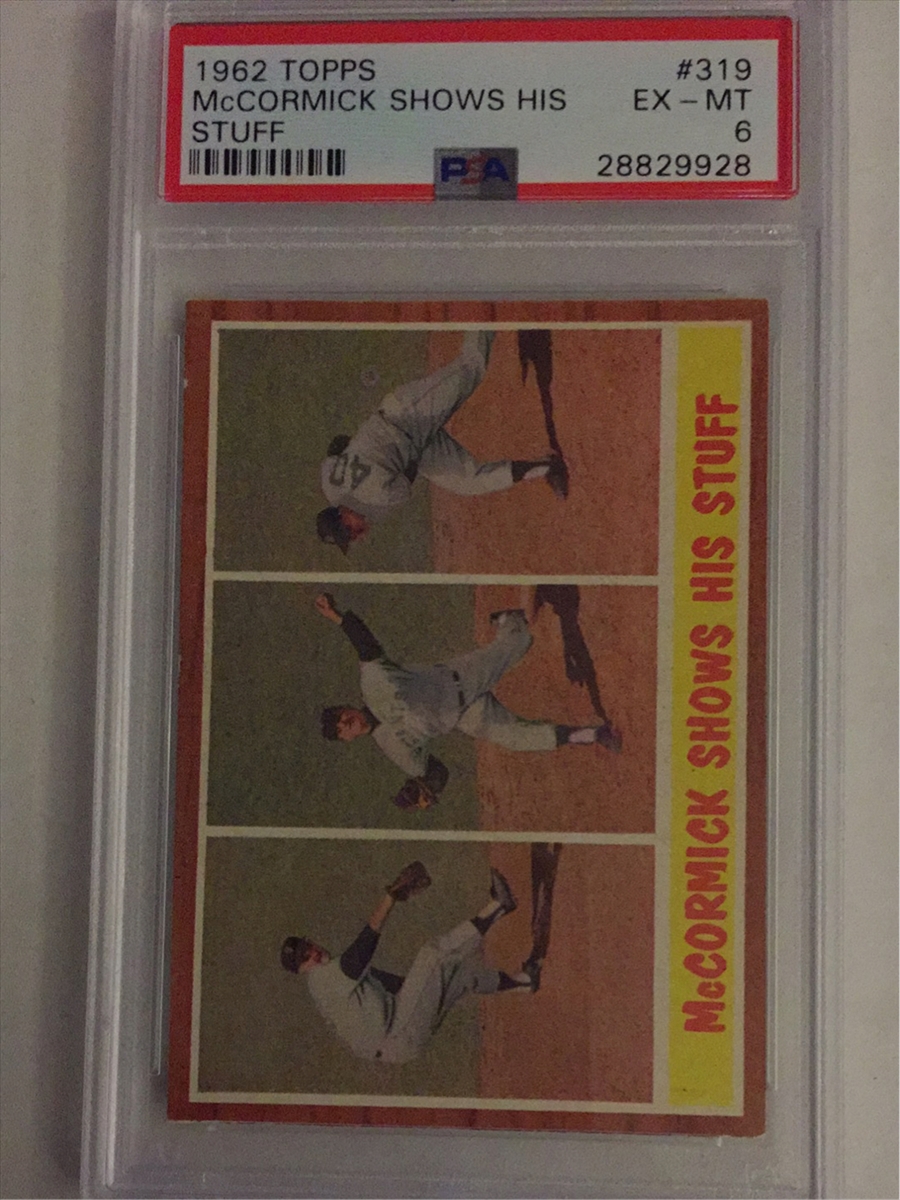 1962 TOPPS #319
McCORMICK SHOWS HIS EX - MT
STUFF 6
PSA 28829928
40
McCORMICK SHOWS HIS STUFF